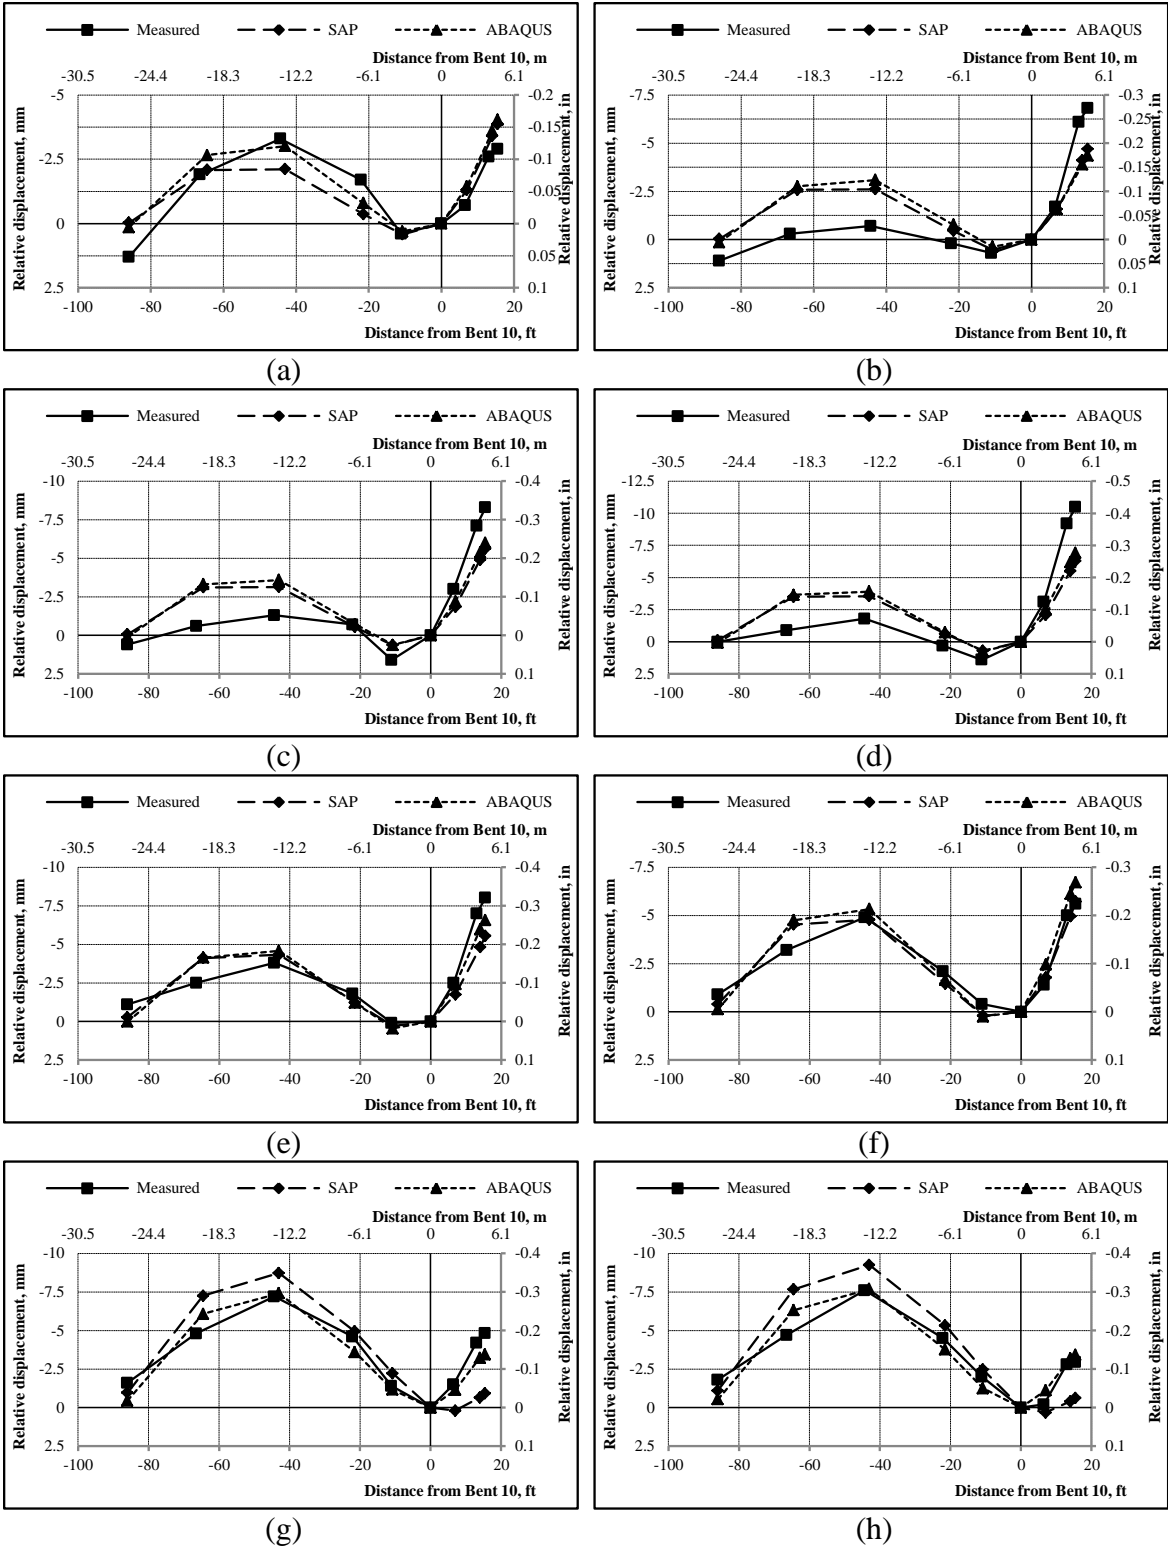 Measured SAP ABAQUS
Distance from Bent 10, m
-30.5 -24.4 -18.3 -12.2 -6.1 0 6.1
Relative displacement, mm
-5 -2.5 0 2.5
-0.2 -0.15 -0.1 -0.05 0 0.05 0.1
Relative displacement, in
-100 -80 -60 -40 -20 0 20
Distance from Bent 10, ft
(a)
Measured SAP ABAQUS
Distance from Bent 10, m
-30.5 -24.4 -18.3 -12.2 -6.1 0 6.1
Relative displacement, mm
-7.5 -5 -2.5 0 2.5
-0.3 -0.25 -0.2 -0.15 -0.1 -0.05 0 0.05 0.1
Relative displacement, in
-100 -80 -60 -40 -20 0 20
Distance from Bent 10, ft
(b)
Measured SAP ABAQUS
Distance from Bent 10, m
-30.5 -24.4 -18.3 -12.2 -6.1 0 6.1
Relative displacement, mm
-10 -7.5 -5 -2.5 0 2.5
-0.4 -0.3 -0.2 -0.1 0 0.1
Relative displacement, in
-100 -80 -60 -40 -20 0 20
Distance from Bent 10, ft
(c)
Measured SAP ABAQUS
Distance from Bent 10, m
-30.5 -24.4 -18.3 -12.2 -6.1 0 6.1
Relative displacement, mm
-12.5 -10 -7.5 -5 -2.5 0 2.5
-0.5 -0.4 -0.3 -0.2 -0.1 0 0.1
Relative displacement, in
-100 -80 -60 -40 -20 0 20
Distance from Bent 10, ft
(d)
Measured SAP ABAQUS
Distance from Bent 10, m
-30.5 -24.4 -18.3 -12.2 -6.1 0 6.1
Relative displacement, mm
-10 -7.5 -5 -2.5 0 2.5
-0.4 -0.3 -0.2 -0.1 0 0.1
Relative displacement, in
-100 -80 -60 -40 -20 0 20
Distance from Bent 10, ft
(e)
Measured SAP ABAQUS
Distance from Bent 10, m
-30.5 -24.4 -18.3 -12.2 -6.1 0 6.1
Relative displacement, mm
-7.5 -5 -2.5 0 2.5
-0.3 -0.2 -0.1 0 0.1
Relative displacement, in
-100 -80 -60 -40 -20 0 20
Distance from Bent 10, ft
(f)
Measured SAP ABAQUS
Distance from Bent 10, m
-30.5 -24.4 -18.3 -12.2 -6.1 0 6.1
Relative displacement, mm
-10 -7.5 -5 -2.5 0 2.5
-0.4 -0.3 -0.2 -0.1 0 0.1
Relative displacement, in
-100 -80 -60 -40 -20 0 20
Distance from Bent 10, ft
(g)
Measured SAP ABAQUS
Distance from Bent 10, m
-30.5 -24.4 -18.3 -12.2 -6.1 0 6.1
Relative displacement, mm
-10 -7.5 -5 -2.5 0 2.5
-0.4 -0.3 -0.2 -0.1 0 0.1
Relative displacement, in
-100 -80 -60 -40 -20 0 20
Distance from Bent 10, ft
(h)